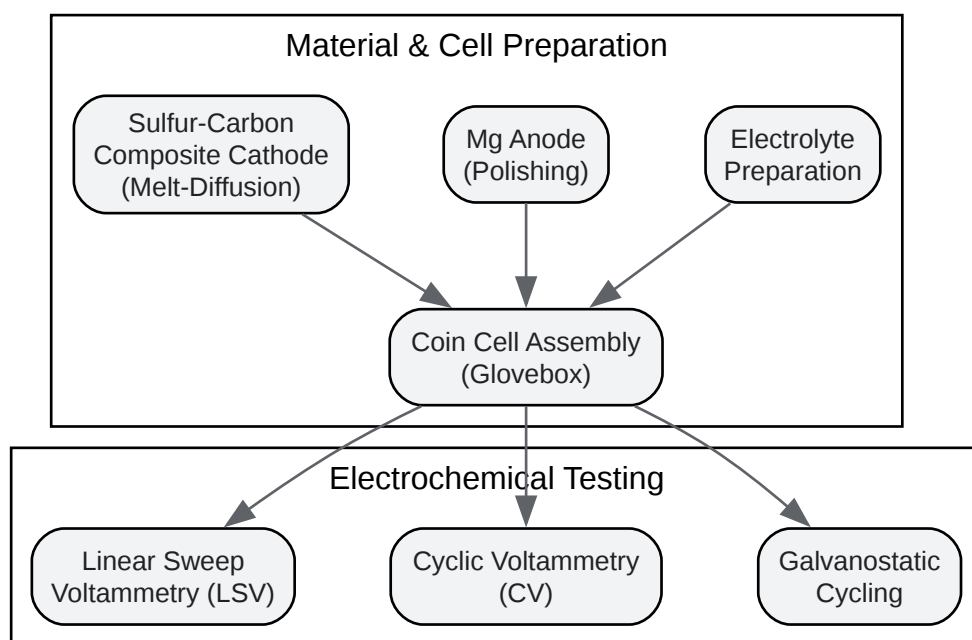 Material & Cell Preparation
Sulfur-Carbon
Composite Cathode
(Melt-Diffusion)
Mg Anode
(Polishing)
Electrolyte
Preparation
Coin Cell Assembly
(Glovebox)
Electrochemical Testing
Linear Sweep
Voltammetry (LSV)
Cyclic Voltammetry
(CV)
Galvanostatic
Cycling